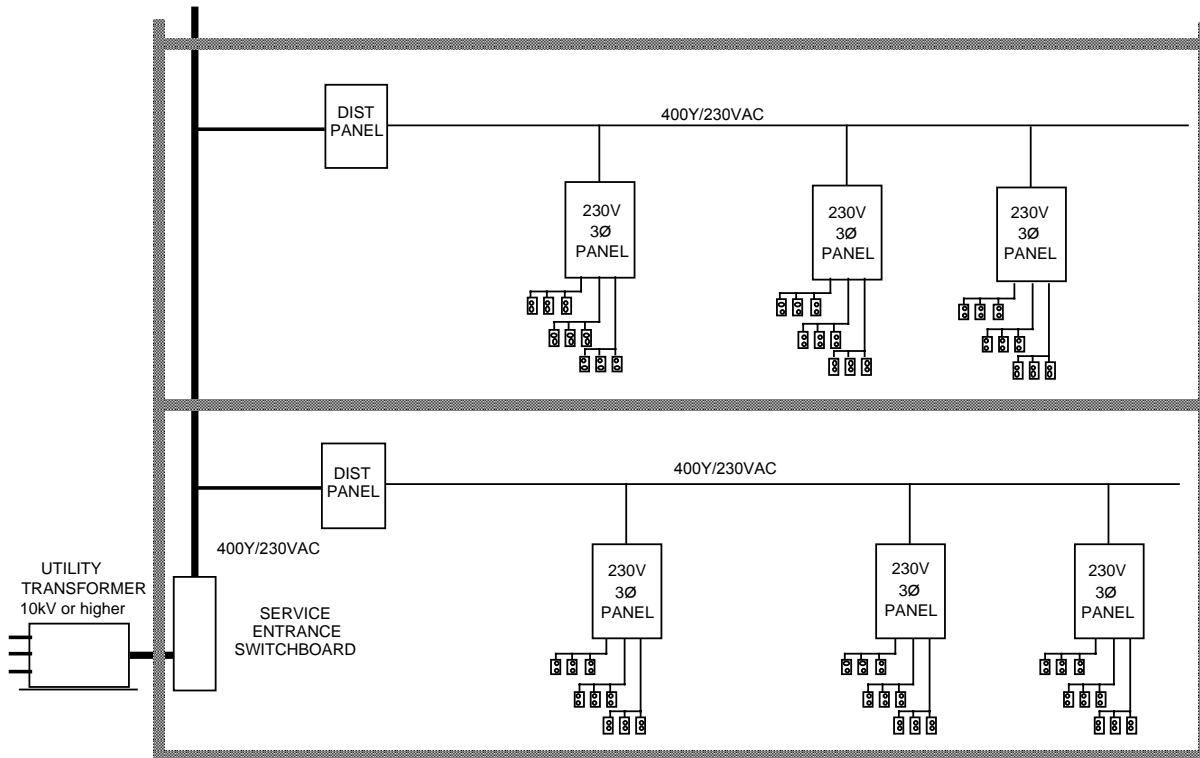 DIST
PANEL
400Y/230VAC
230V
3Ø
PANEL
230V
3Ø
PANEL
230V
3Ø
PANEL
DIST
PANEL
400Y/230VAC
400Y/230VAC
UTILITY
TRANSFORMER
10kV or higher
SERVICE
ENTRANCE
SWITCHBOARD
230V
3Ø
PANEL
230V
3Ø
PANEL
230V
3Ø
PANEL